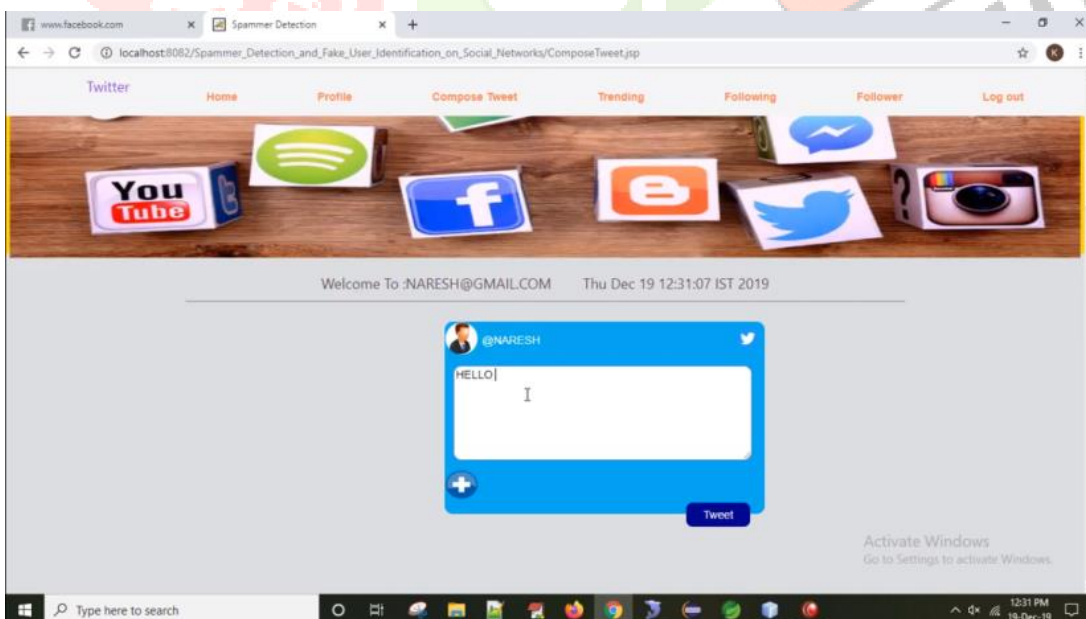 www.facebook.com
Spammer Detection
localhost:8082/Spammer_Detection_and_Fake_User_Identification_on_Social_Networks/ComposeTweet.jsp
K
Twitter
Home Profile Compose Tweet Trending Following Follower Log out
You
Tube
?
Welcome To :NARESH@GMAIL.COM Thu Dec 19 12:31:07 IST 2019
@NARESH
HELLO
Tweet
Activate Windows
Go to Settings to activate Windows.
Type here to search
12:31 PM
19-Dec-19